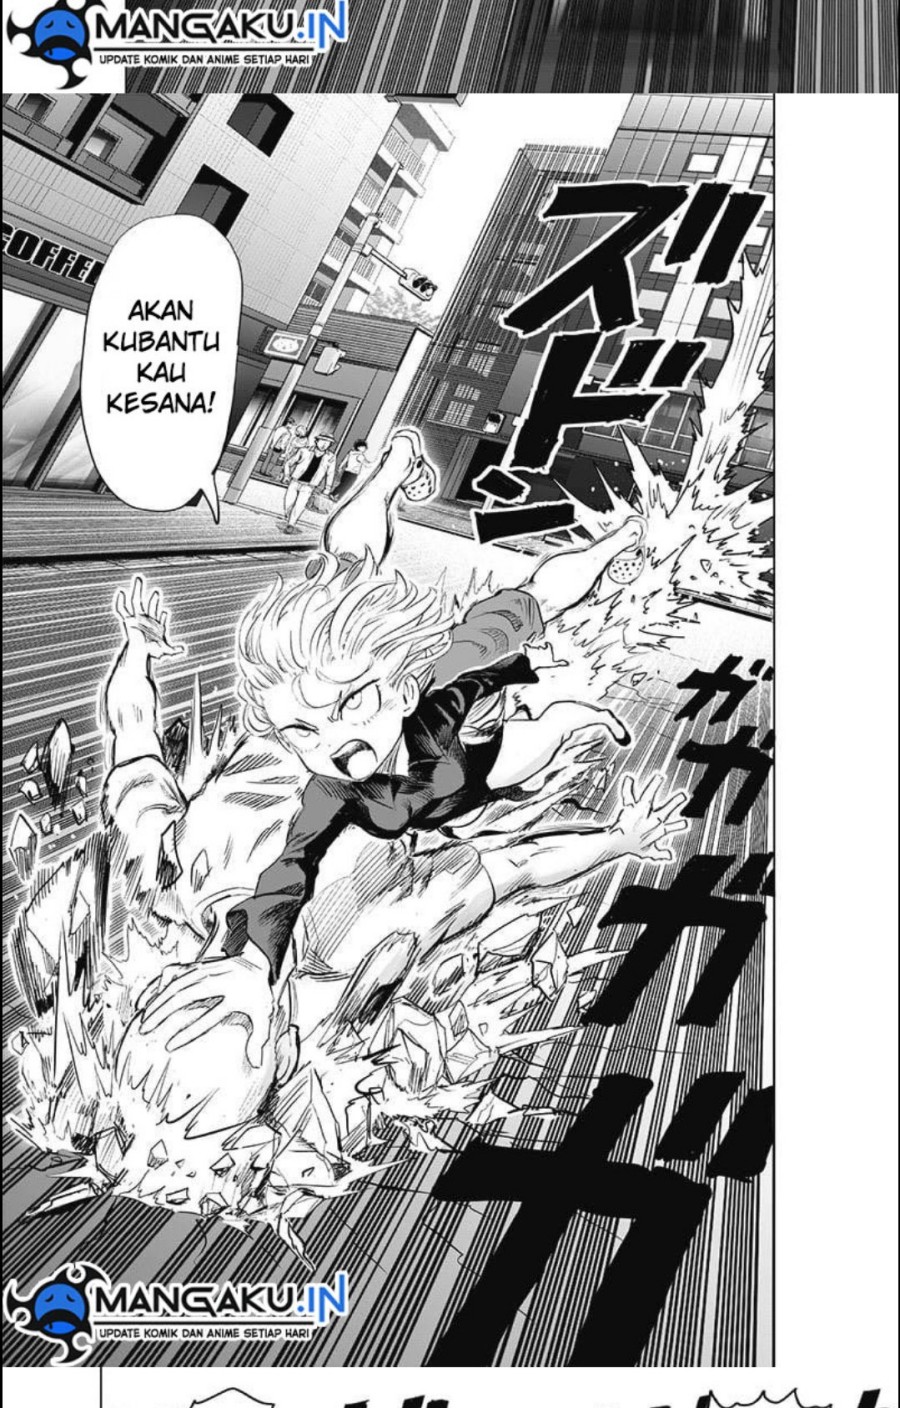 MANGAKU.IN
UPDATE KOMIK DAN ANIME SETIAP HARI
COFFEE
AKAN
KUBANTU
KAU
KESANA!
ズドン
ガガガガ
MANGAKU.IN
UPDATE KOMIK DAN ANIME SETIAP HARI